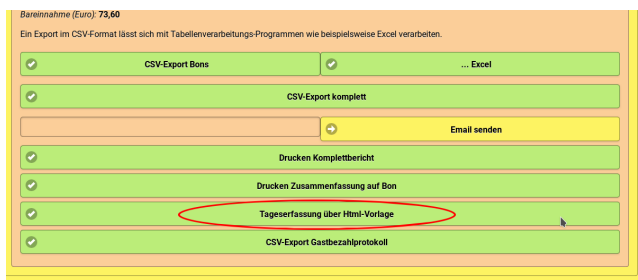 Bareinnahme (Euro): 73,60
Ein Export im CSV-Format lässt sich mit Tabellenverarbeitungs-Programmen wie beispielsweise Excel verarbeiten.
CSV-Export Bons
... Excel
CSV-Export komplett
Email senden
Drucken Komplettbericht
Drucken Zusammenfassung auf Bon
Tageserfassung über Html-Vorlage
CSV-Export Gastbezahlprotokoll